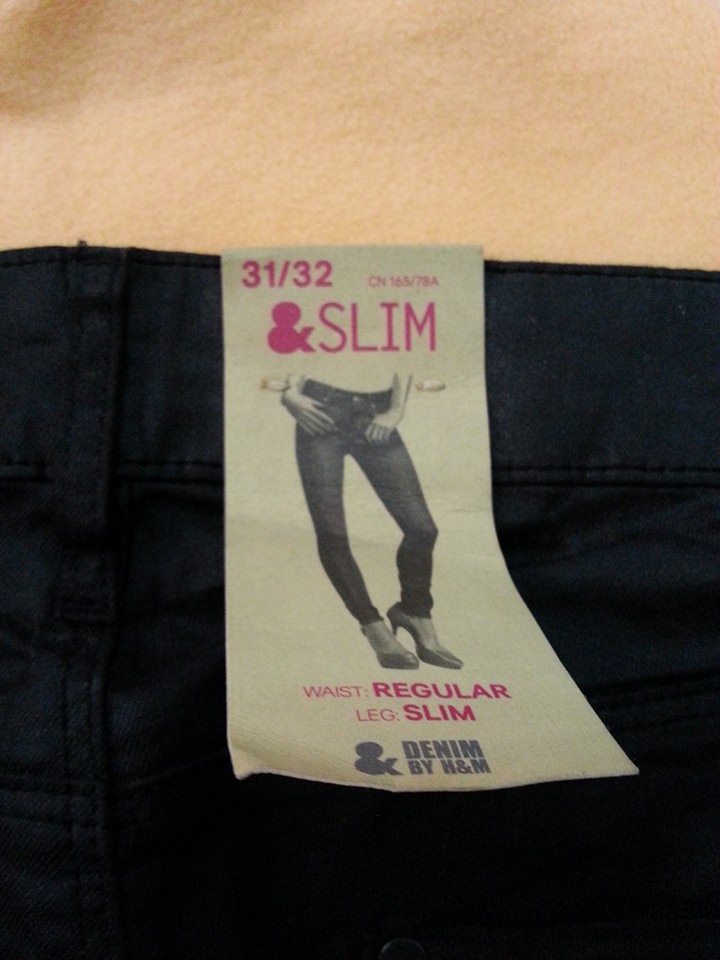 31/32 CN 165/78A
&SLIM
WAIST: REGULAR
LEG: SLIM
& DENIM
BY H&M